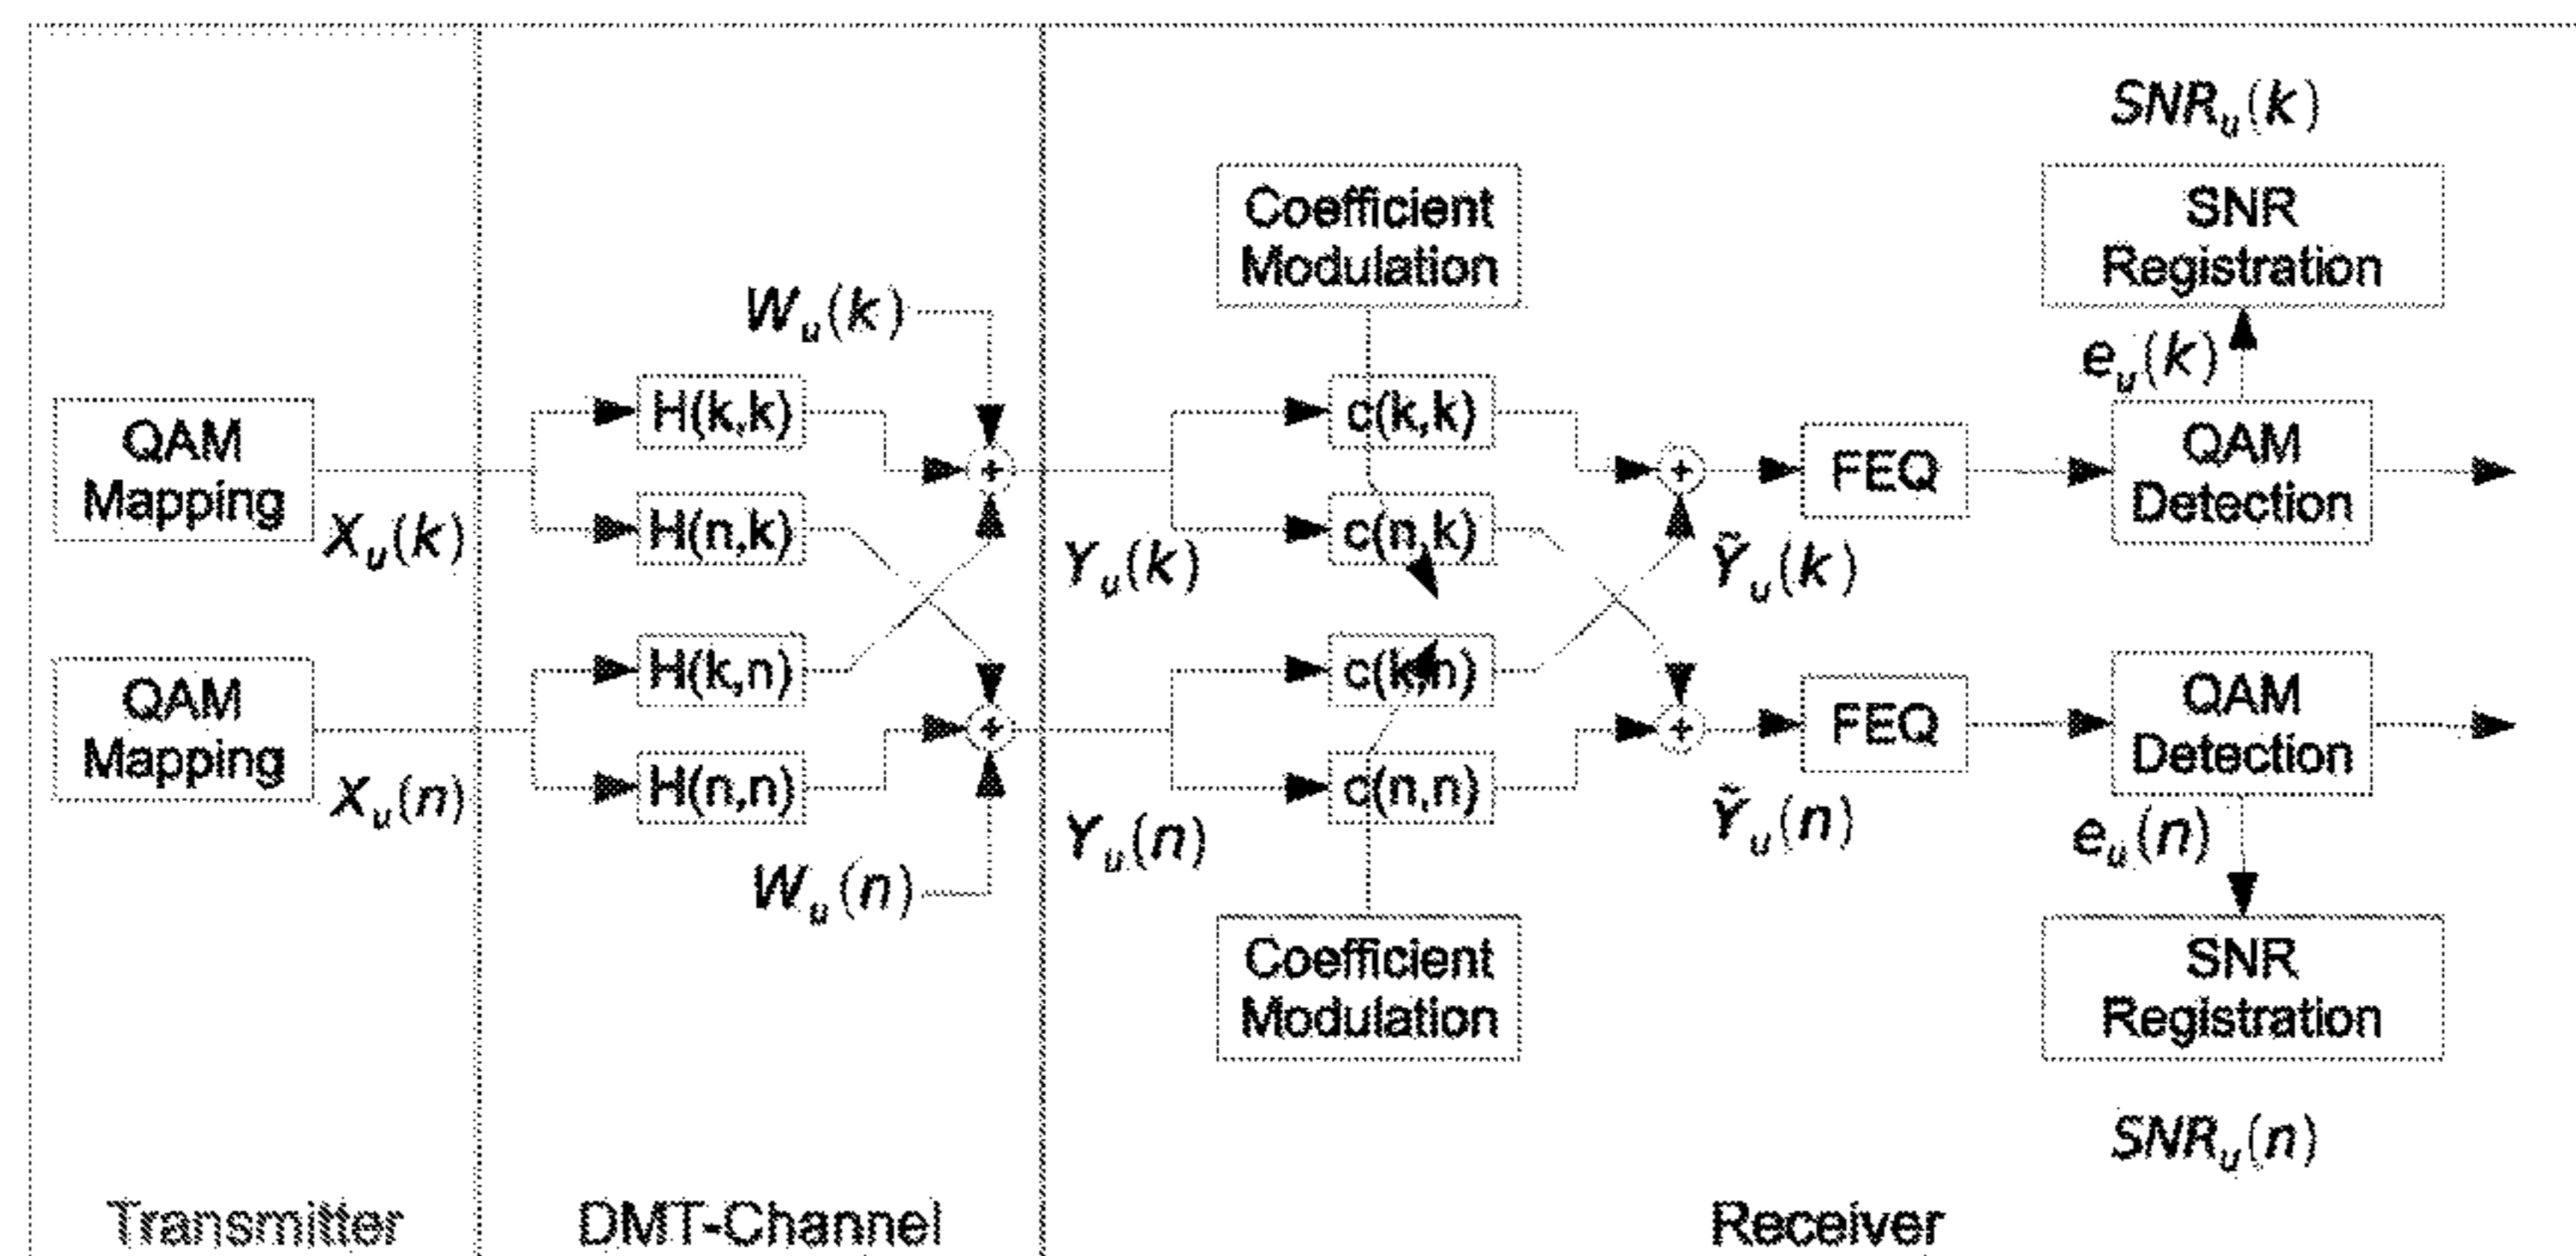 SNR_u(k)
Coefficient
Modulation
SNR
Registration
W_u(k)
e_u(k)
QAM
Mapping
H(k,k)
c(k,k)
FEQ
QAM
Detection
X_u(k)
H(n,k)
Y_u(k)
c(n,k)
Ỹ_u(k)
QAM
Mapping
H(k,n)
c(k,n)
FEQ
QAM
Detection
X_u(n)
H(n,n)
Y_u(n)
c(n,n)
Ỹ_u(n)
e_u(n)
W_u(n)
Coefficient
Modulation
SNR
Registration
SNR_u(n)
Transmitter
DMT-Channel
Receiver